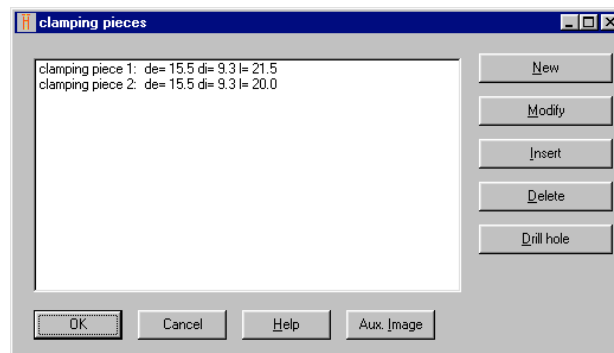 clamping pieces
clamping piece 1: de= 15.5 di= 9.3 l= 21.5
clamping piece 2: de= 15.5 di= 9.3 l= 20.0
New
Modify
Insert
Delete
Drill hole
OK
Cancel
Help
Aux. Image